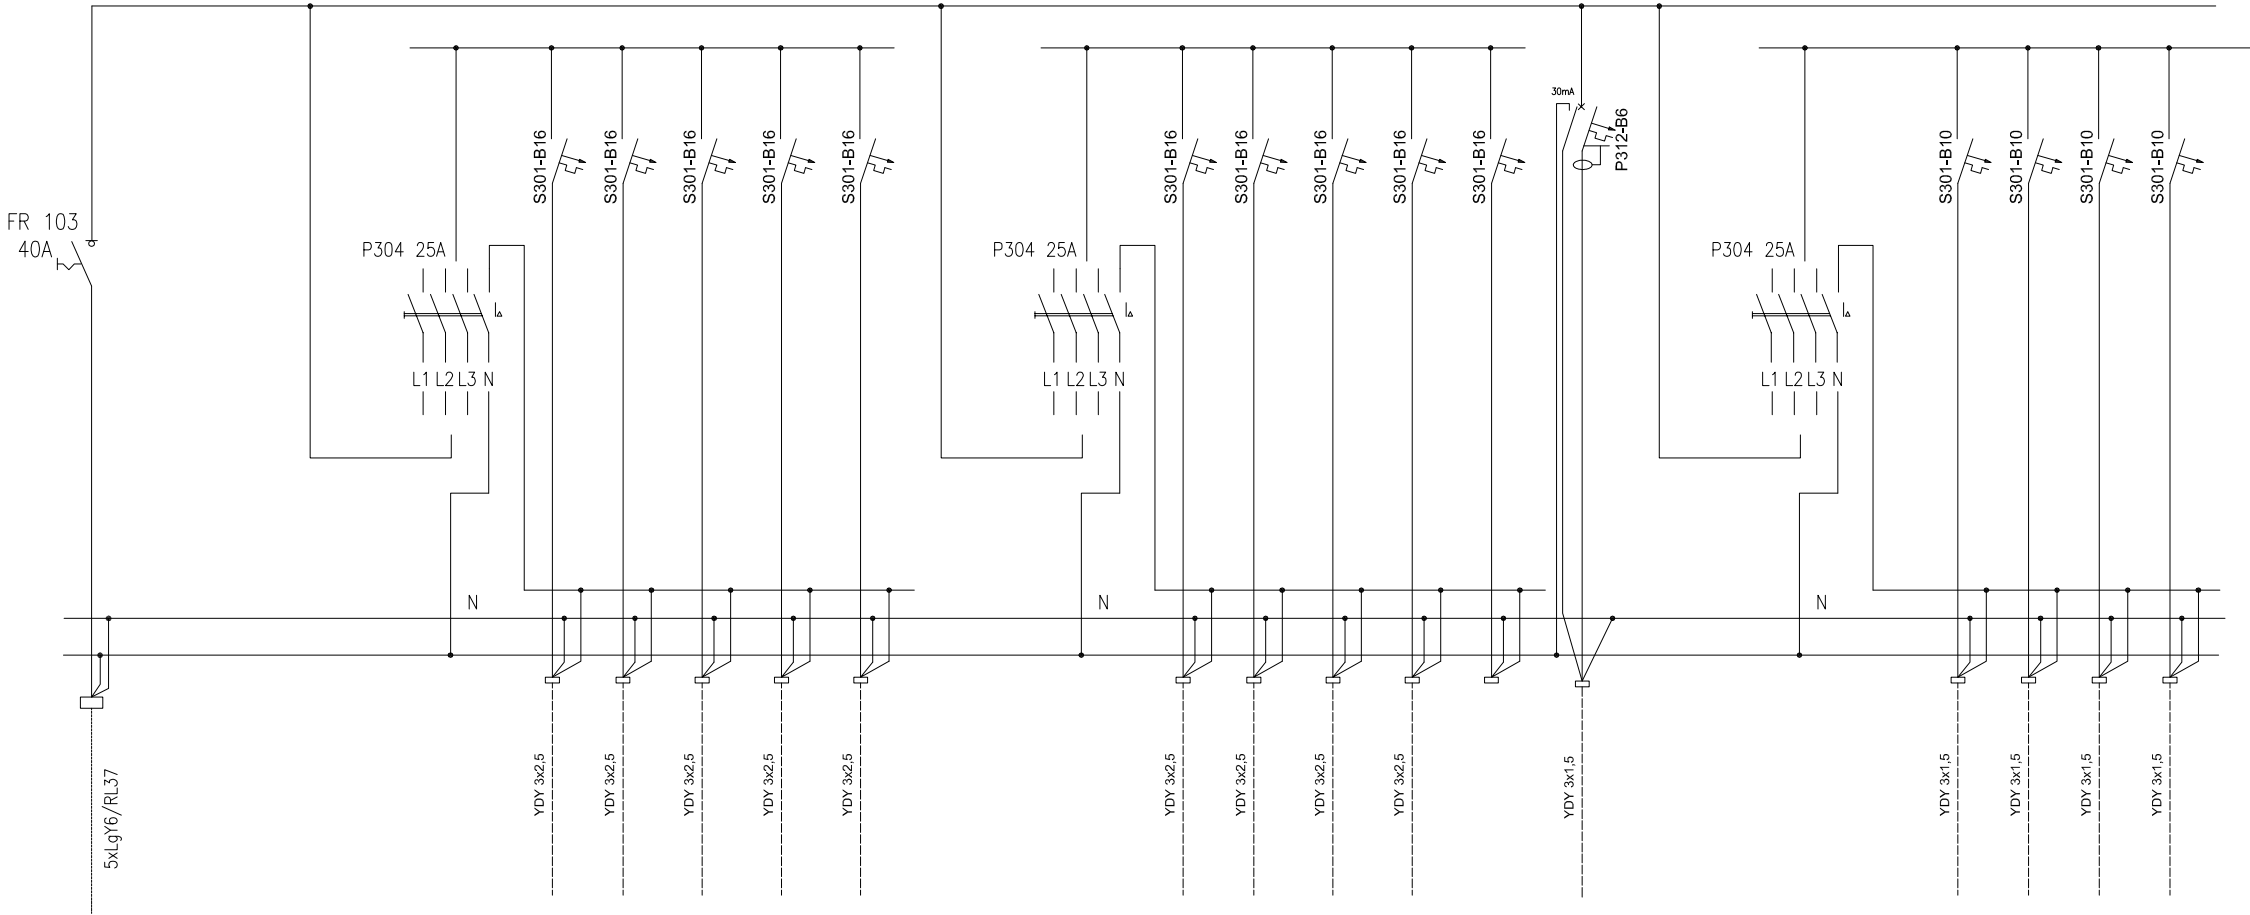 30mA
S301-B16
S301-B16
S301-B16
S301-B16
S301-B16
S301-B16
S301-B16
S301-B16
S301-B16
S301-B16
P312-B6
S301-B10
S301-B10
S301-B10
S301-B10
FR 103
40A
P304 25A
P304 25A
P304 25A
L1 L2 L3 N
L1 L2 L3 N
L1 L2 L3 N
N
N
N
5xLgY6/RL37
YDY 3x2,5
YDY 3x2,5
YDY 3x2,5
YDY 3x2,5
YDY 3x2,5
YDY 3x2,5
YDY 3x2,5
YDY 3x2,5
YDY 3x2,5
YDY 3x1,5
YDY 3x1,5
YDY 3x1,5
YDY 3x1,5
YDY 3x1,5